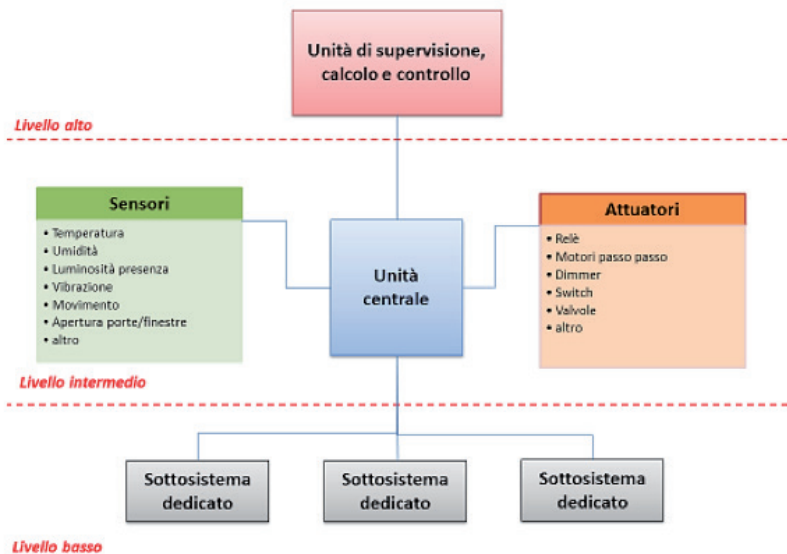 Unità di supervisione,
calcolo e controllo
Livello alto
Sensori
• Temperatura
• Umidità
• Luminosità presenza
• Vibrazione
• Movimento
• Apertura porte/finestre
• altro
Unità
centrale
Attuatori
• Relè
• Motori passo passo
• Dimmer
• Switch
• Valvole
• altro
Livello intermedio
Sottosistema
dedicato
Sottosistema
dedicato
Sottosistema
dedicato
Livello basso